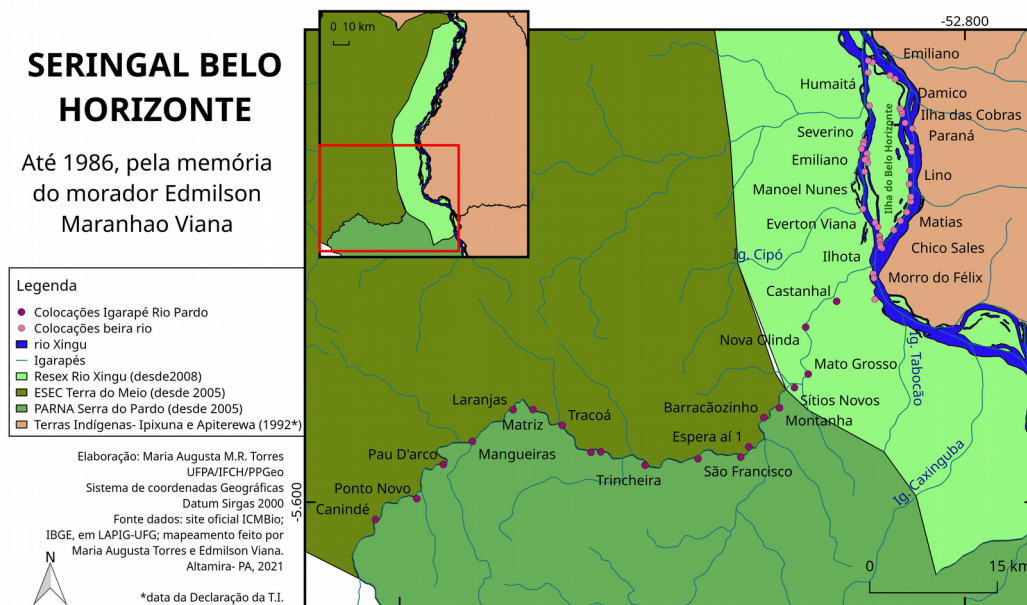 SERINGAL BELO
HORIZONTE
Até 1986, pela memória
do morador Edmilson
Maranhao Viana
Legenda
Colocações Igarapé Rio Pardo
Colocações beira rio
rio Xingu
Igarapés
Resex Rio Xingu (desde2008)
ESEC Terra do Meio (desde 2005)
PARNA Serra do Pardo (desde 2005)
Terras Indígenas- Ipixuna e Apiterewa (1992*)
Elaboração: Maria Augusta M.R. Torres
UFPA/IFCH/PPGeo
Sistema de coordenadas Geográficas
Datum Sirgas 2000
Fonte dados: site oficial ICMBio;
IBGE, em LAPIG-UFG; mapeamento feito por
Maria Augusta Torres e Edmilson Viana.
Altamira- PA, 2021
*data da Declaração da T.I.
N
0 10 km
-52.800
-5.600
Emiliano
Humaitá
Damico
Ilha das Cobras
Paraná
Severino
Emiliano
Ilha do Belo Horizonte
Lino
Manoel Nunes
Everton Viana
Matias
Chico Sales
Ilhota
Ig. Cipó
Morro do Félix
Castanhal
Nova Olinda
Ig. Tabocão
Mato Grosso
Sítios Novos
Barracãozinho
Montanha
Laranjas
Matriz
Tracoá
Espera aí 1
Pau D'arco
Mangueiras
São Francisco
Trincheira
Ig. Caxinguba
Ponto Novo
Canindé
0 15 km